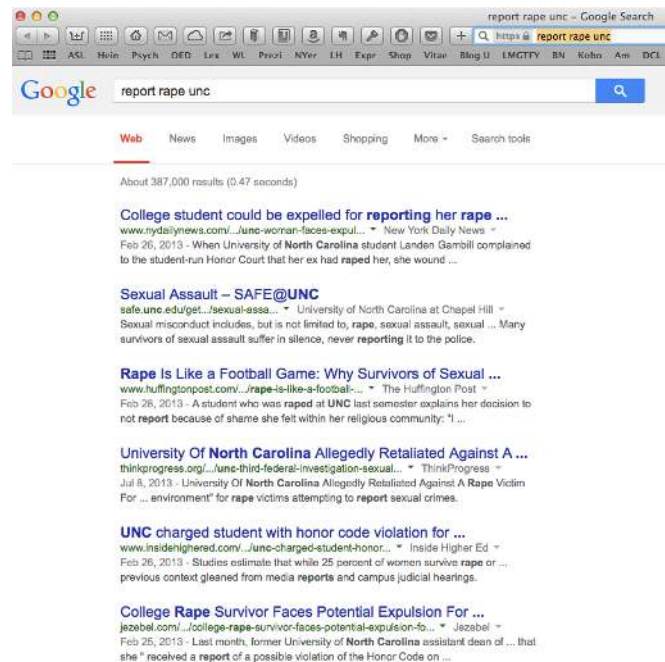 report rape unc – Google Search
https report rape unc
ASL Hein Psych OED Lex WL Prezi NYer LH Expr Shop Vitae Blog U LMGTFY BN Kobo Am DCL
Google report rape unc
Web News Images Videos Shopping More Search tools
About 387,000 results (0.47 seconds)
College student could be expelled for reporting her rape ...
www.nydailynews.com/.../unc-woman-faces-expul... New York Daily News
Feb 26, 2013 - When University of North Carolina student Landen Gambill complained
to the student-run Honor Court that her ex had raped her, she wound ...
Sexual Assault – SAFE@UNC
safe.unc.edu/get.../sexual-assa... University of North Carolina at Chapel Hill
Sexual misconduct includes, but is not limited to, rape, sexual assault, sexual ... Many
survivors of sexual assault suffer in silence, never reporting it to the police.
Rape Is Like a Football Game: Why Survivors of Sexual ...
www.huffingtonpost.com/.../rape-is-like-a-football-... The Huffington Post
Feb 28, 2013 - A student who was raped at UNC last semester explains her decision to
not report because of shame she felt within her religious community: "I ...
University Of North Carolina Allegedly Retaliated Against A ...
thinkprogress.org/.../unc-third-federal-investigation-sexual... ThinkProgress
Jul 8, 2013 - University Of North Carolina Allegedly Retaliated Against A Rape Victim
For ... environment" for rape victims attempting to report sexual crimes.
UNC charged student with honor code violation for ...
www.insidehighered.com/.../unc-charged-student-honor... Inside Higher Ed
Feb 26, 2013 - Studies estimate that while 25 percent of women survive rape or ...
previous context gleaned from media reports and campus judicial hearings.
College Rape Survivor Faces Potential Expulsion For ...
jezebel.com/.../college-rape-survivor-faces-potential-expulsion-fo... Jezebel
Feb 25, 2013 - Last month, former University of North Carolina assistant dean of ... that
she " received a report of a possible violation of the Honor Code on ...